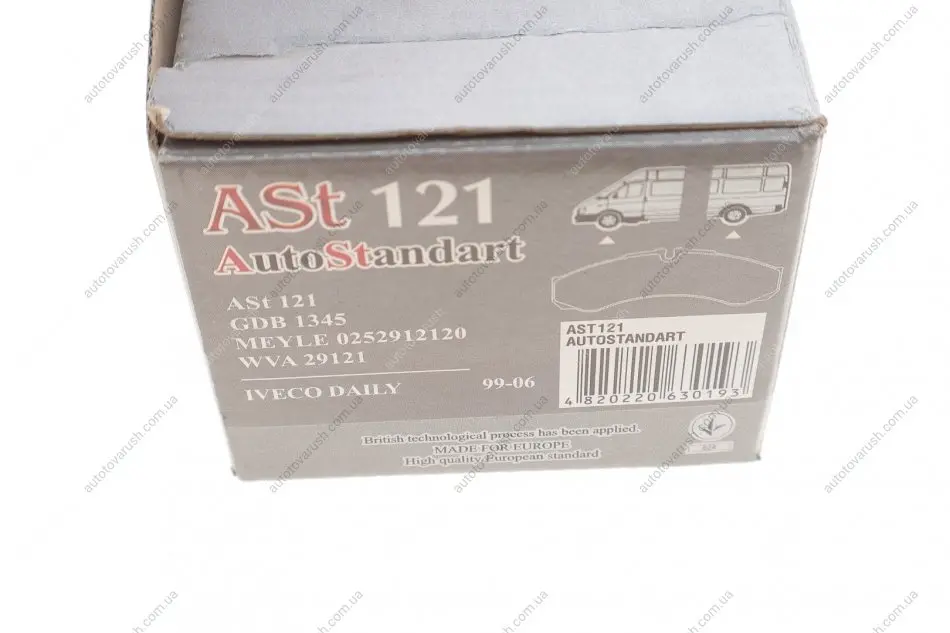 ASt 121
AutoStandart
ASt 121
GDB 1345
MEYLE 0252912120
WVA 29121
IVECO DAILY 99-06
AST121
AUTOSTANDART
4 820220 630193
British technological process has been applied.
MADE FOR EUROPE
High quality European standard
autotovarush.com.ua